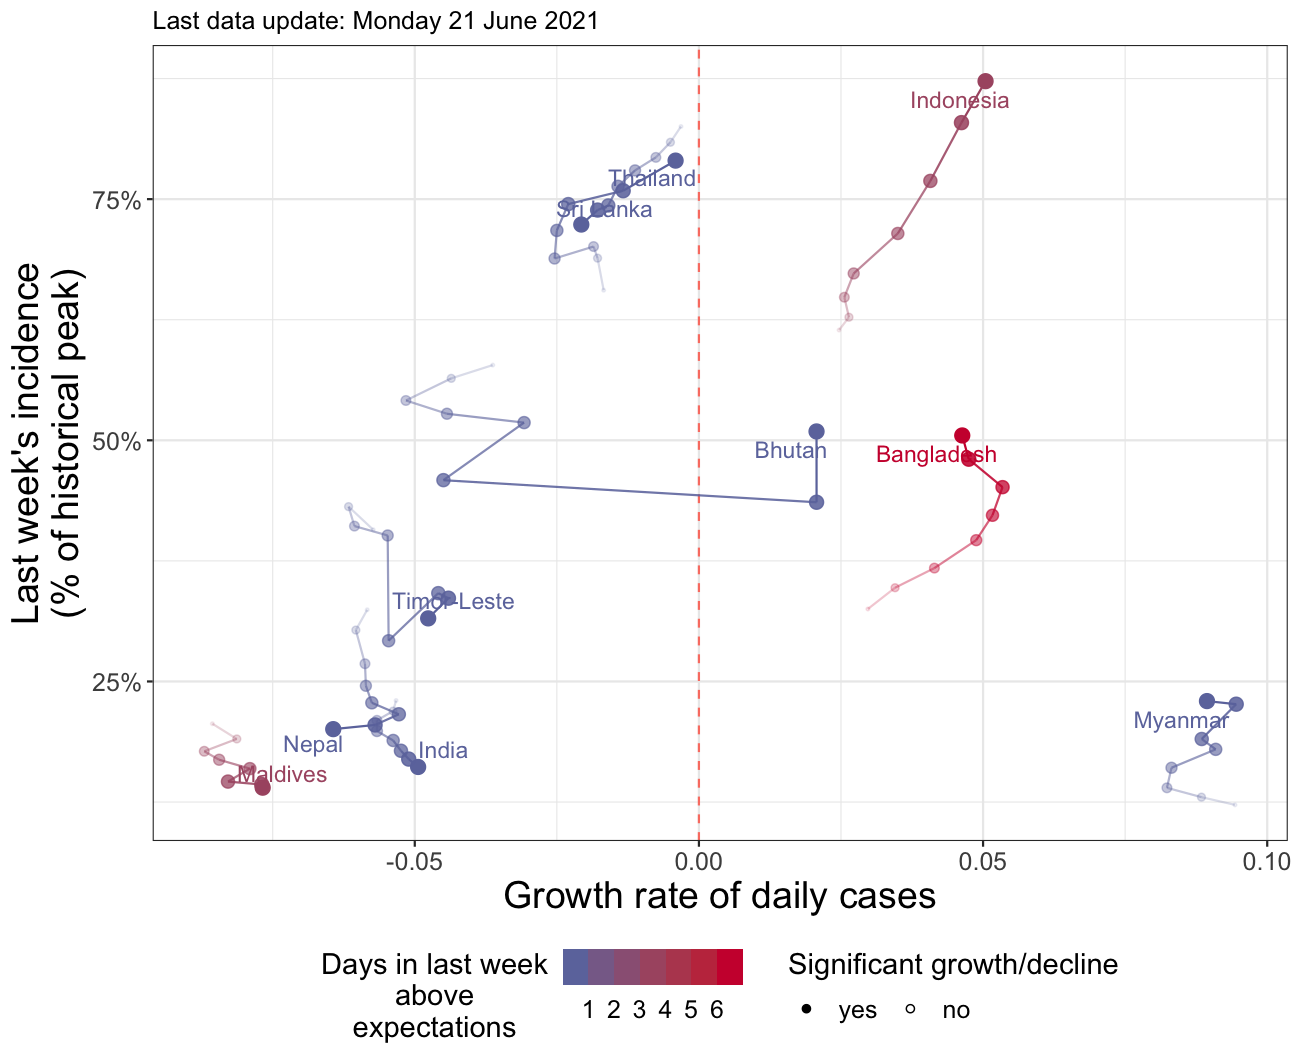 Last data update: Monday 21 June 2021
Last week's incidence
(% of historical peak)
75%
50%
25%
Indonesia
Thailand
Sri Lanka
Bhutan
Bangladesh
Timor-Leste
Myanmar
Nepal
India
Maldives
-0.05
0.00
0.05
0.10
Growth rate of daily cases
Days in last week
above
expectations
1 2 3 4 5 6
Significant growth/decline
yes
no